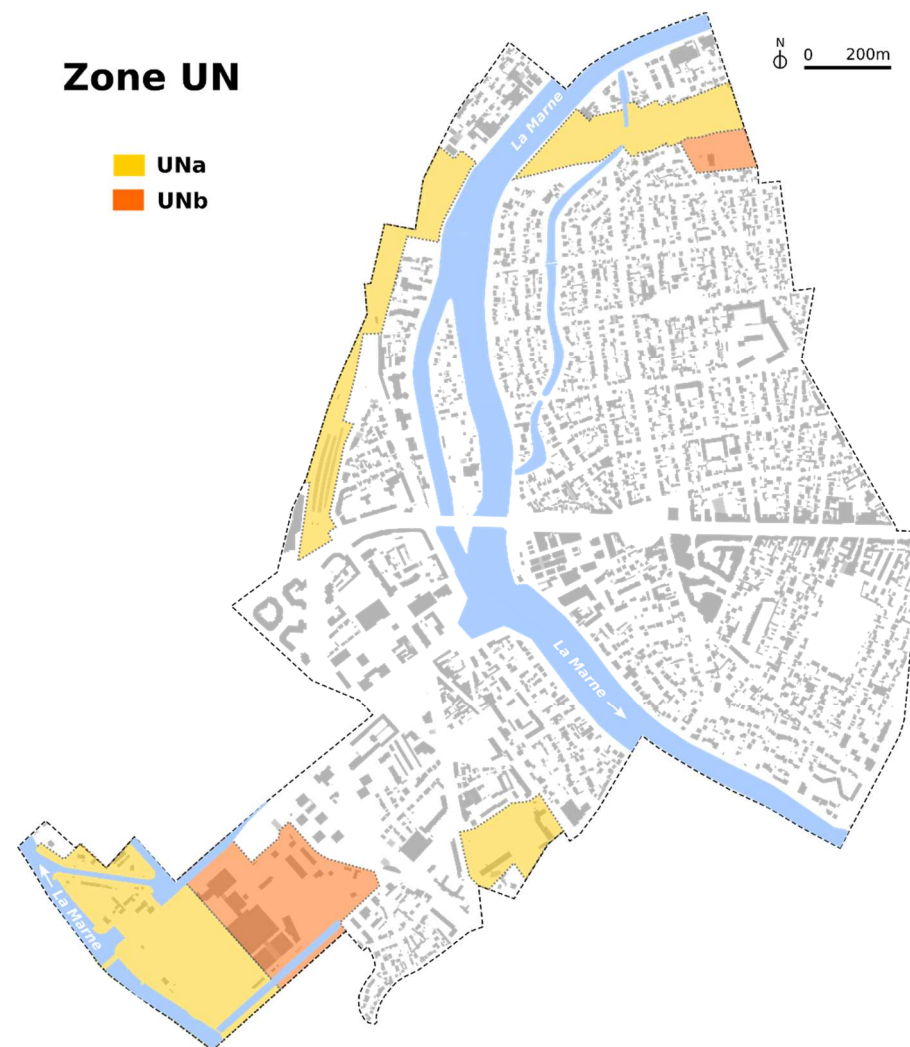 Zone UN
N
0 200m
UNa
UNb
La Marne
La Marne →
← La Marne